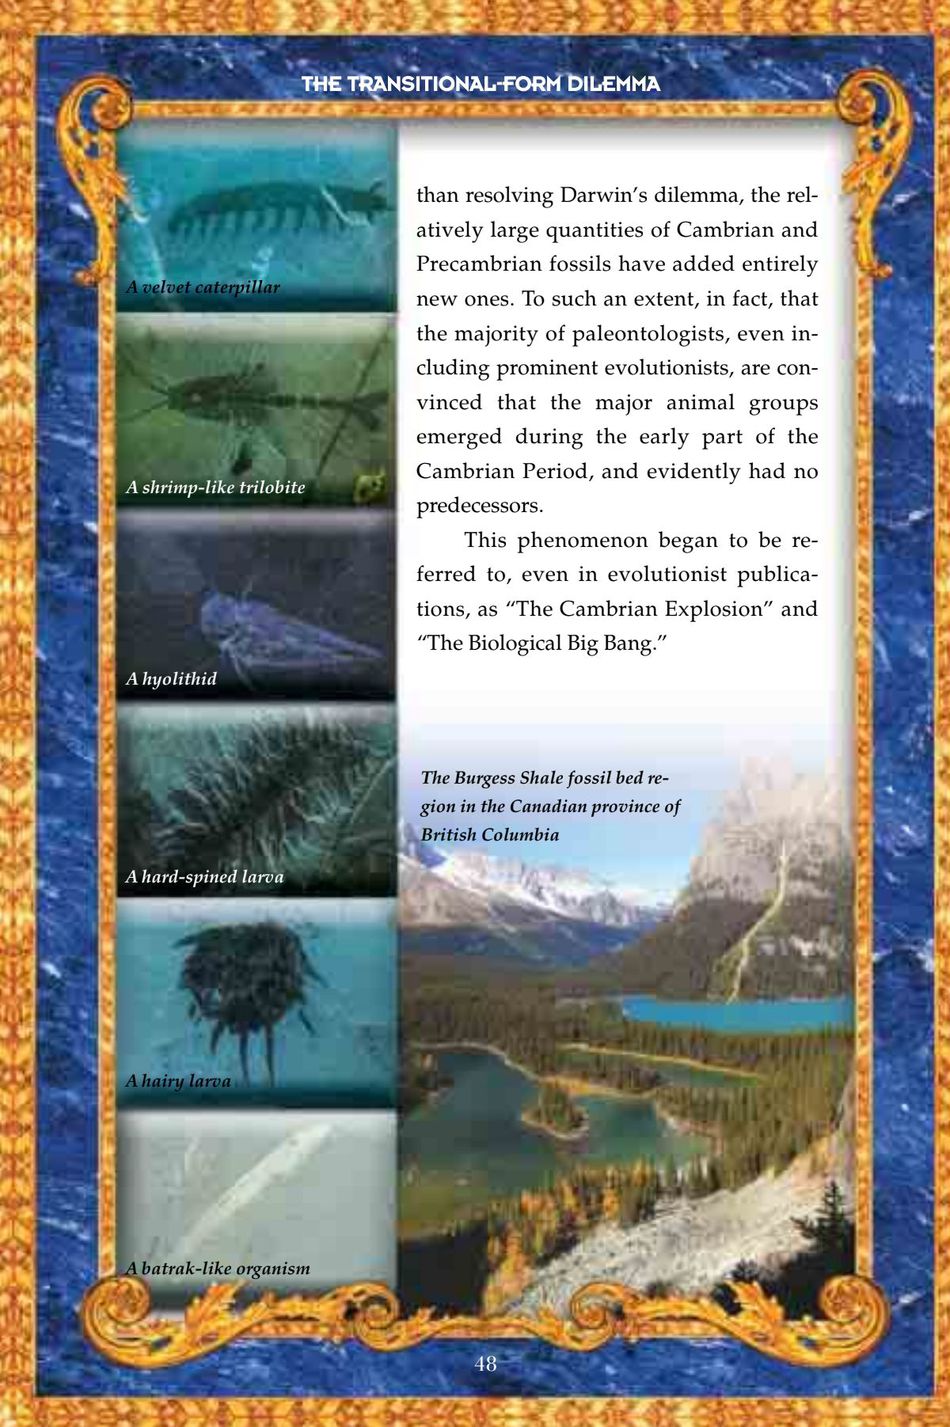 THE TRANSITIONAL-FORM DILEMMA
A velvet caterpillar
A shrimp-like trilobite
A hyolithid
A hard-spined larva
A hairy larva
A batrak-like organism
than resolving Darwin's dilemma, the rel-
atively large quantities of Cambrian and
Precambrian fossils have added entirely
new ones. To such an extent, in fact, that
the majority of paleontologists, even in-
cluding prominent evolutionists, are con-
vinced that the major animal groups
emerged during the early part of the
Cambrian Period, and evidently had no
predecessors.
This phenomenon began to be re-
ferred to, even in evolutionist publica-
tions, as “The Cambrian Explosion” and
“The Biological Big Bang.”
The Burgess Shale fossil bed re-
gion in the Canadian province of
British Columbia
48